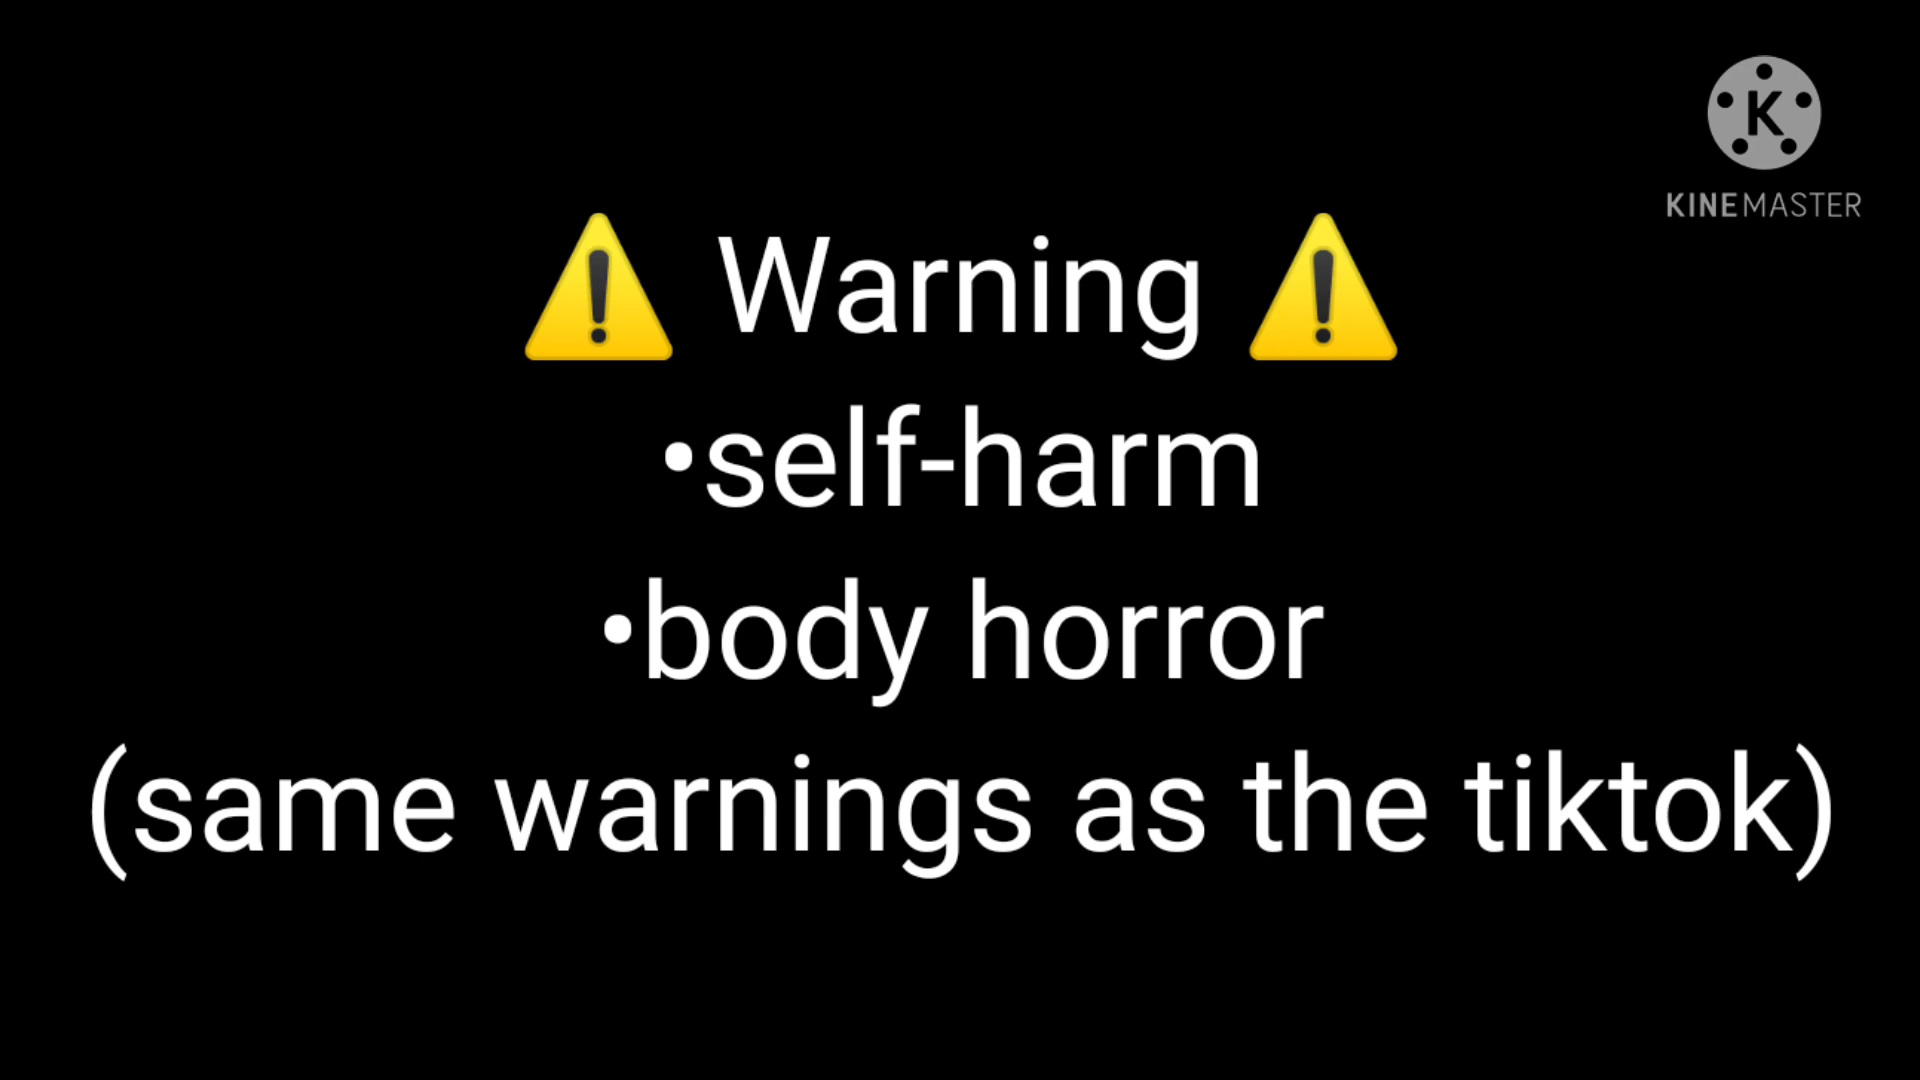 K
KINEMASTER
⚠️ Warning ⚠️
•self-harm
•body horror
(same warnings as the tiktok)